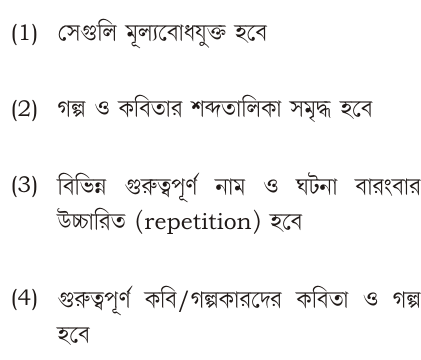 (1) সেগুলি মূল্যবোধযুক্ত হবে
(2) গল্প ও কবিতার শব্দতালিকা সমৃদ্ধ হবে
(3) বিভিন্ন গুরুত্বপূর্ণ নাম ও ঘটনা বারংবার
উচ্চারিত (repetition) হবে
(4) গুরুত্বপূর্ণ কবি/গল্পকারদের কবিতা ও গল্প
হবে